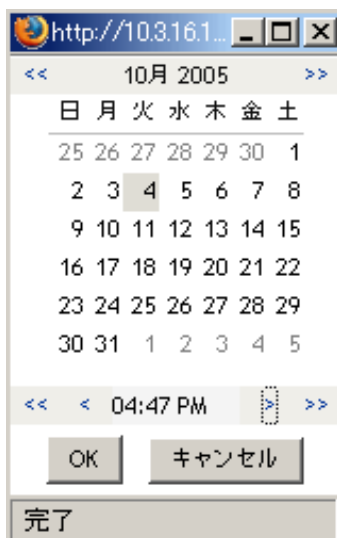 http://10.3.16.1...
<< 10月 2005 >>
日 月 火 水 木 金 土
25 26 27 28 29 30 1
2 3 4 5 6 7 8
9 10 11 12 13 14 15
16 17 18 19 20 21 22
23 24 25 26 27 28 29
30 31 1 2 3 4 5
<< < 04:47 PM > >>
OK キャンセル
完了